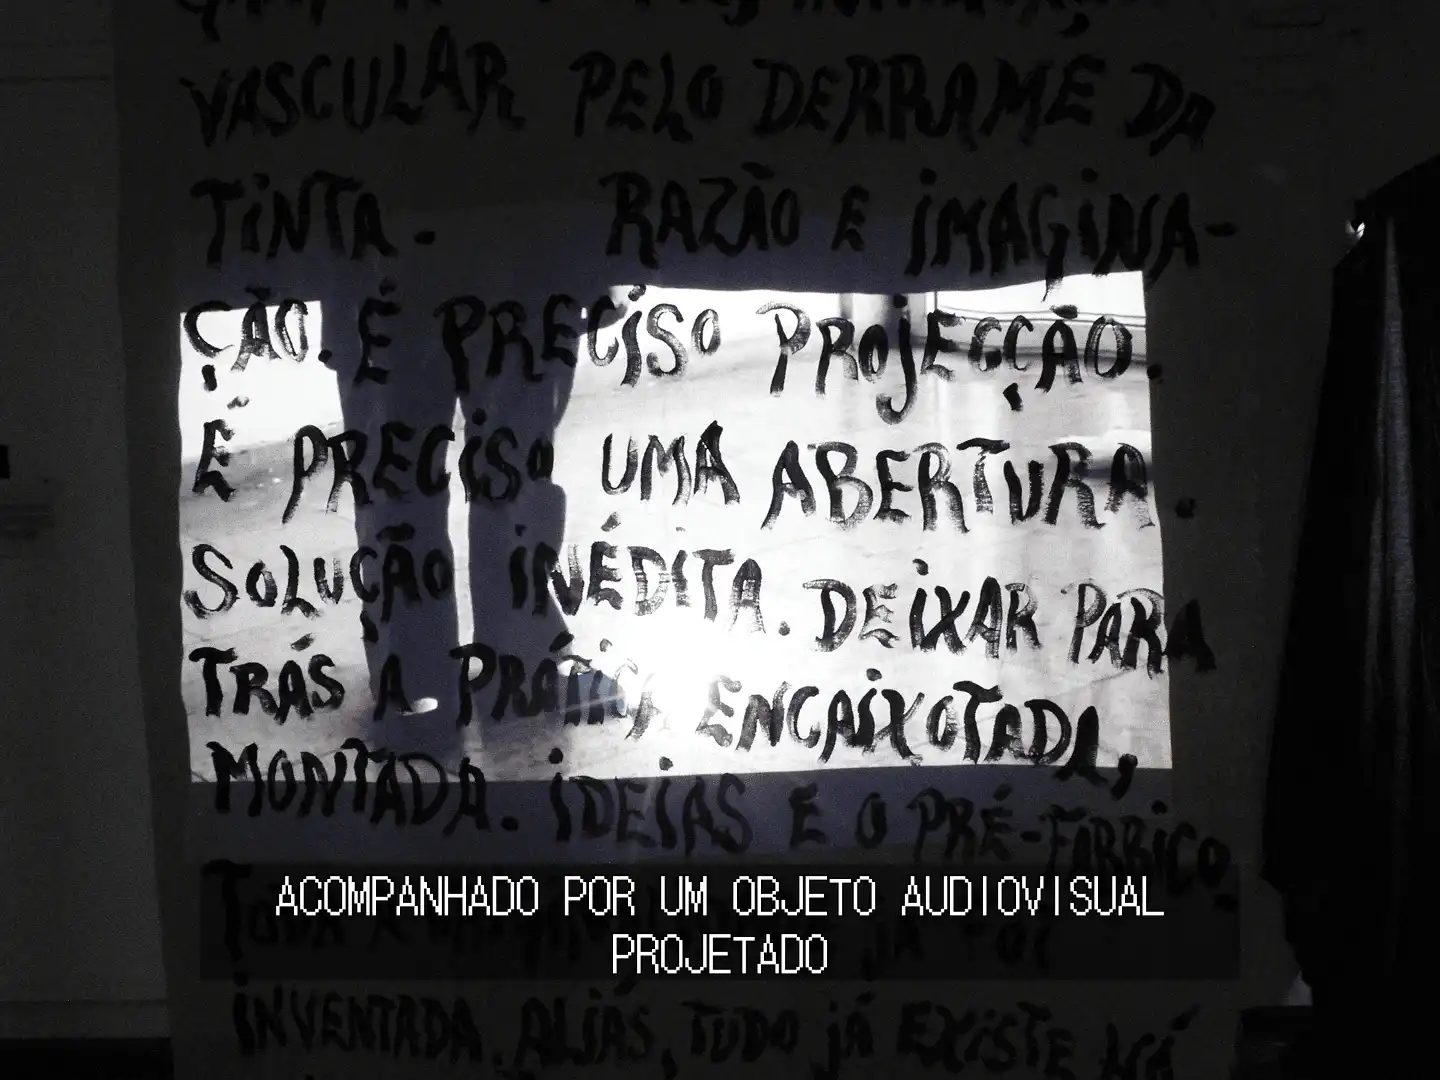 VASCULAR PELO DERRAME DA
TINTA. RAZÃO E IMAGINA-
ÇÃO. É PRECISO PROJECÇÃO.
É PRECISO UMA ABERTURA.
SOLUÇÃO INÉDITA. DEIXAR PARA
TRÁS A PRÁTICA ENCAIXOTADA,
MONTADA. IDEIAS E O PRÉ-FABRICO.
ACOMPANHADO POR UM OBJETO AUDIOVISUAL
PROJETADO
INVENTADA. ALIÁS, TUDO JÁ EXISTE HÁ